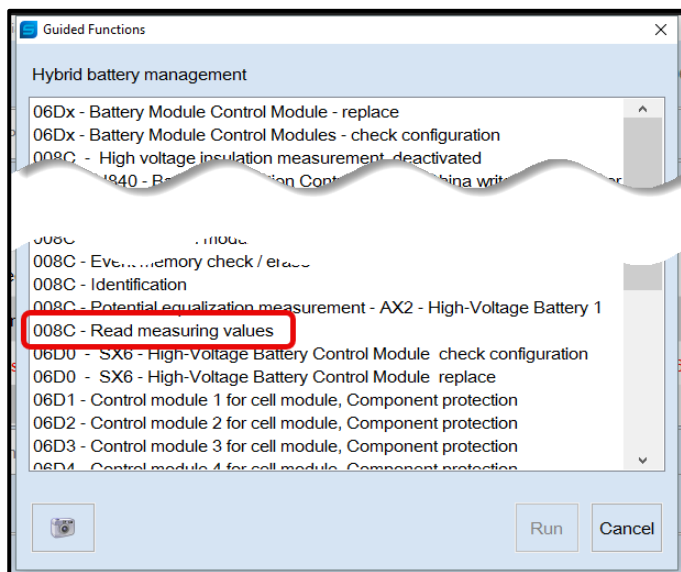 Guided Functions
Hybrid battery management
06Dx - Battery Module Control Module - replace
06Dx - Battery Module Control Modules - check configuration
008C - High voltage insulation measurement deactivated
008C
008C - Event memory check / erase
008C - Identification
008C - Potential equalization measurement - AX2 - High-Voltage Battery 1
008C - Read measuring values
06D0 - SX6 - High-Voltage Battery Control Module check configuration
06D0 - SX6 - High-Voltage Battery Control Module replace
06D1 - Control module 1 for cell module, Component protection
06D2 - Control module 2 for cell module, Component protection
06D3 - Control module 3 for cell module, Component protection
06D4 - Control module 4 for cell module, Component protection
Run
Cancel